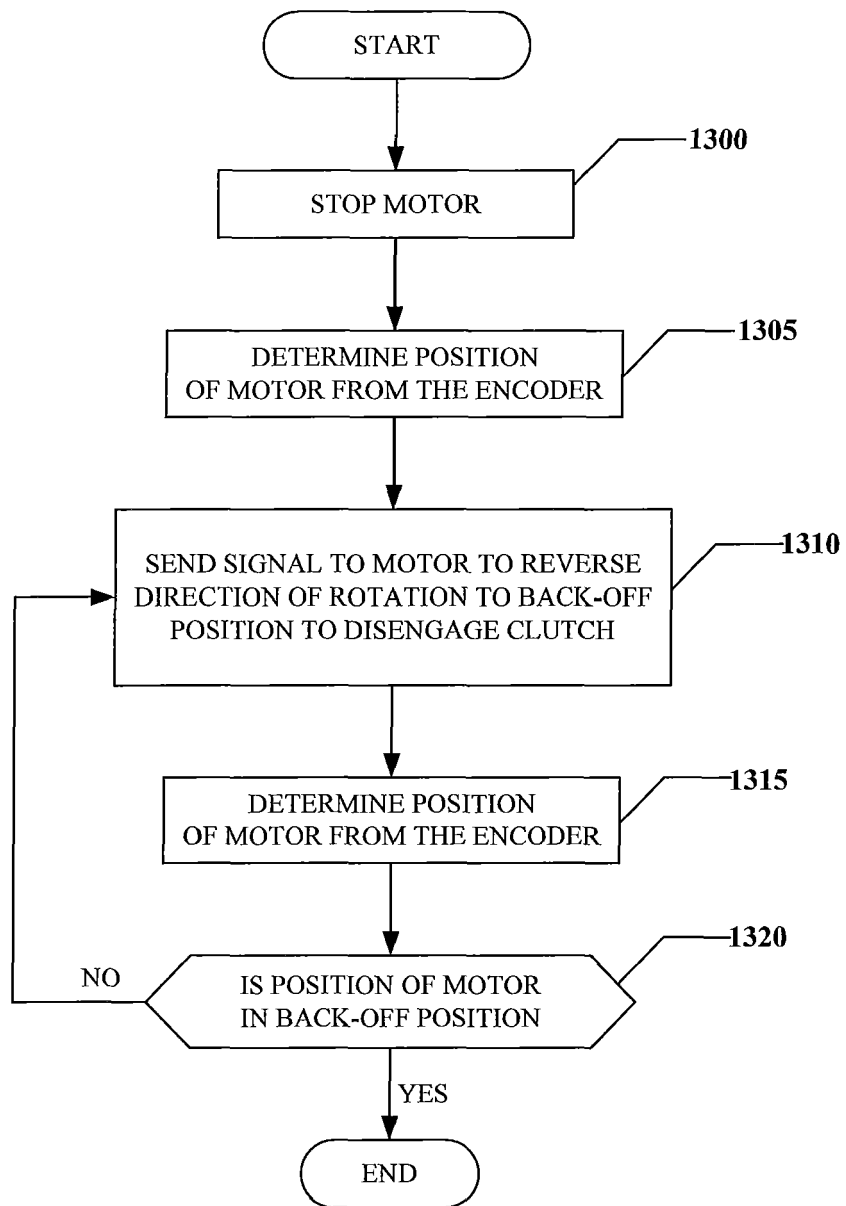 START
1300
STOP MOTOR
1305
DETERMINE POSITION
OF MOTOR FROM THE ENCODER
1310
SEND SIGNAL TO MOTOR TO REVERSE
DIRECTION OF ROTATION TO BACK-OFF
POSITION TO DISENGAGE CLUTCH
1315
DETERMINE POSITION
OF MOTOR FROM THE ENCODER
1320
NO
IS POSITION OF MOTOR
IN BACK-OFF POSITION
YES
END